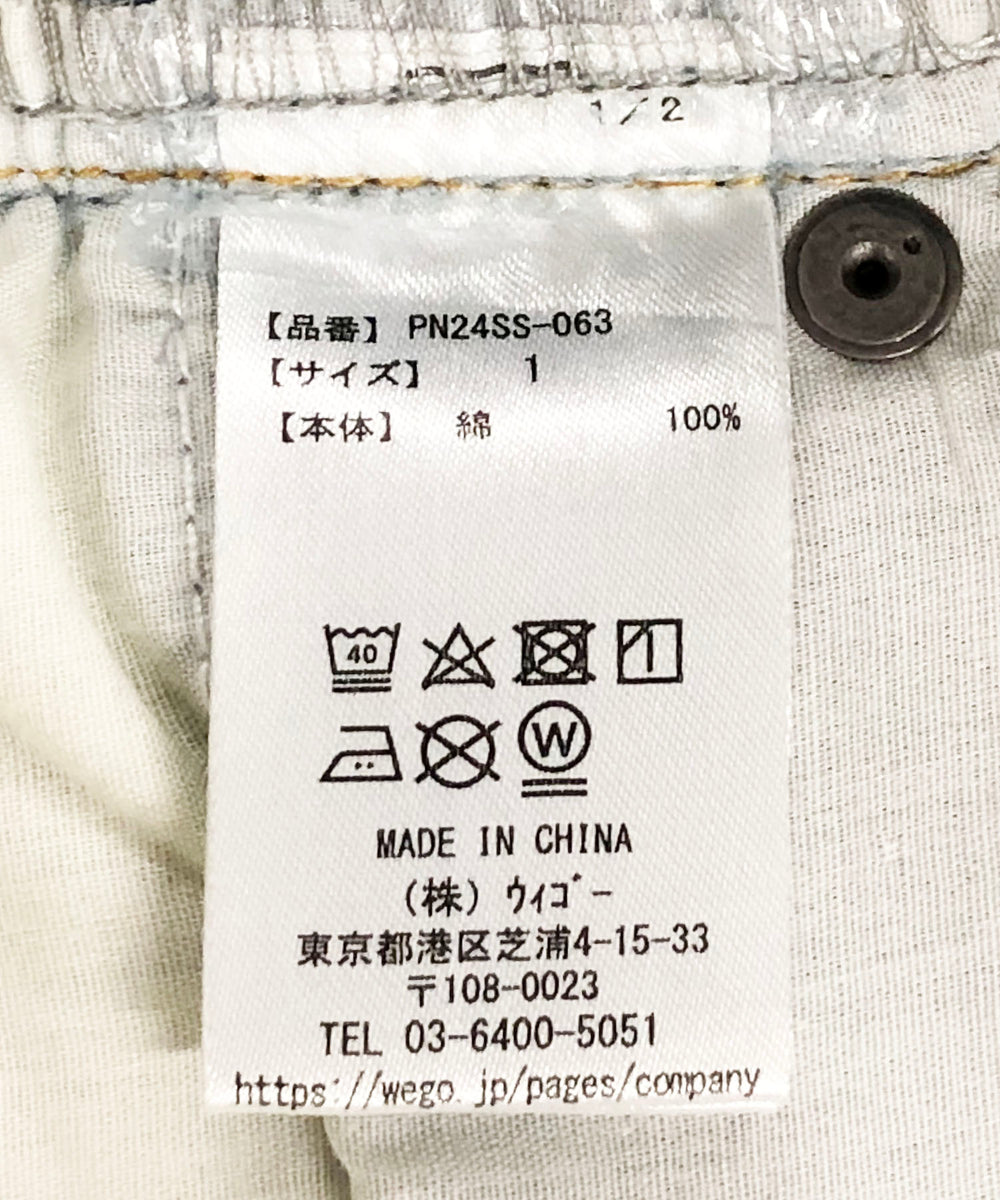 1/2
【品番】 PN24SS-063
【サイズ】 1
【本体】 綿 100%
40
W
MADE IN CHINA
(株) ウィゴー
東京都港区芝浦4-15-33
〒108-0023
TEL 03-6400-5051
https://wego.jp/pages/company